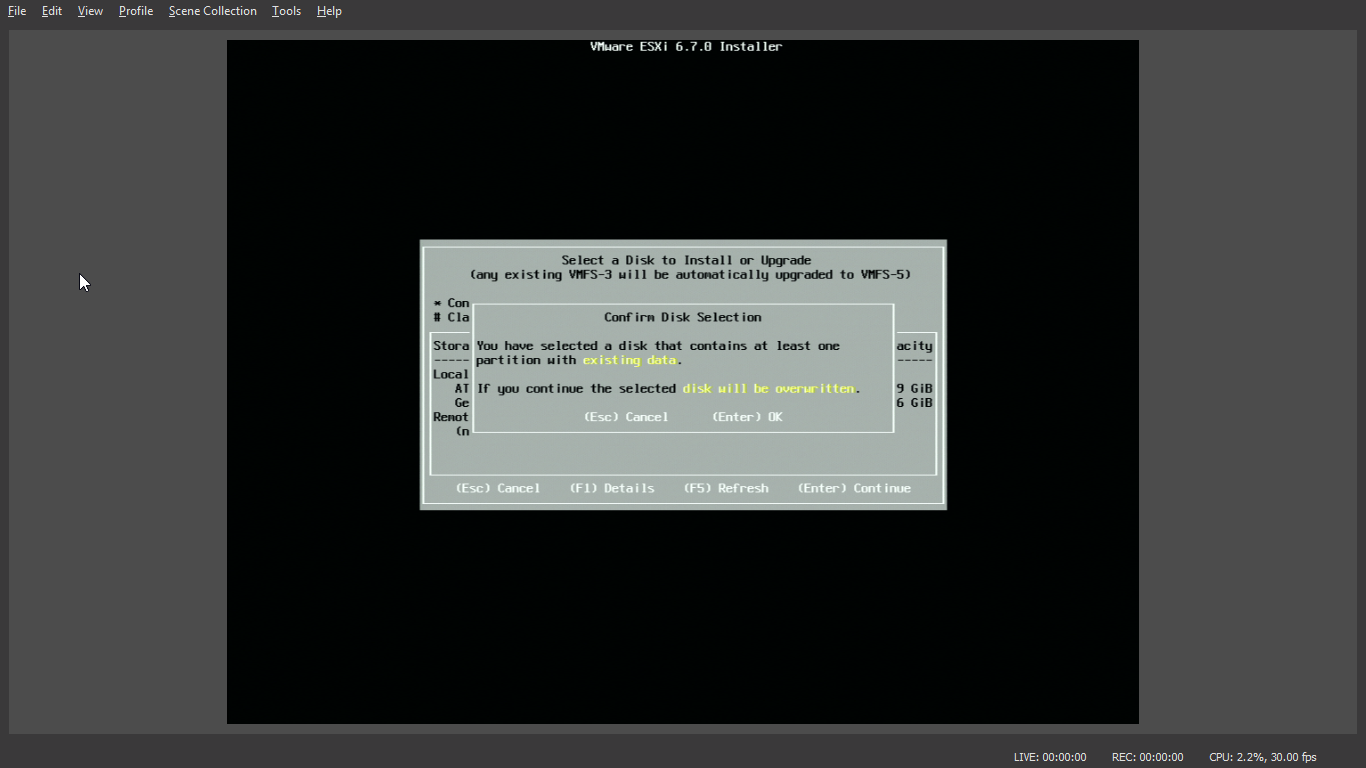 File Edit View Profile Scene Collection Tools Help
VMware ESXi 6.7.0 Installer
Select a Disk to Install or Upgrade
(any existing VMFS-3 will be automatically upgraded to VMFS-5)
* Con
# Cla
Confirm Disk Selection
Stora
acity
You have selected a disk that contains at least one
partition with existing data.
-----
-----
Local
AT
9 GiB
If you continue the selected disk will be overwritten.
Ge
6 GiB
Remot
(Esc) Cancel (Enter) OK
(n
(Esc) Cancel (F1) Details (F5) Refresh (Enter) Continue
LIVE: 00:00:00 REC: 00:00:00 CPU: 2.2%, 30.00 fps